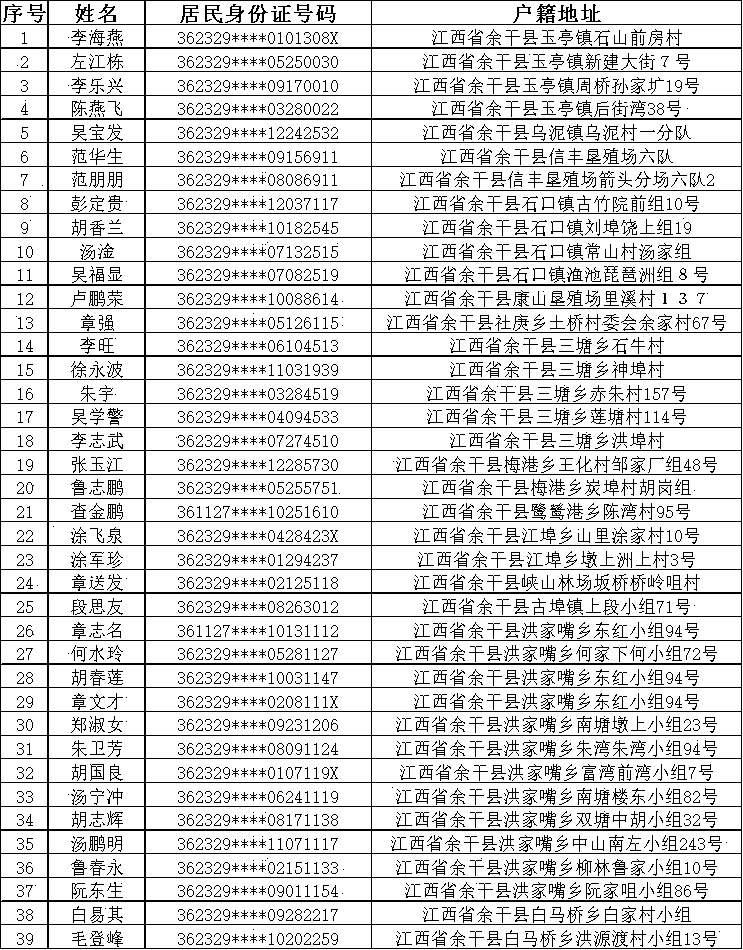 序号 姓名 居民身份证号码 户籍地址
1 李海燕 362329****0101308X 江西省余干县玉亭镇石山前房村
2 左江栋 362329****05250030 江西省余干县玉亭镇新建大街７号
3 李乐兴 362329****09170010 江西省余干县玉亭镇周桥孙家圹19号
4 陈燕飞 362329****03280022 江西省余干县玉亭镇后街湾38号
5 吴宝发 362329****12242532 江西省余干县乌泥镇乌泥村一分队
6 范华生 362329****09156911 江西省余干县信丰垦殖场六队
7 范朋朋 362329****08086911 江西省余干县信丰垦殖场箭头分场六队2
8 彭定贵 362329****12037117 江西省余干县石口镇古竹院前组10号
9 胡香兰 362329****10182545 江西省余干县石口镇刘埠饶上组19
10 汤淦 362329****07132515 江西省余干县石口镇常山村汤家组
11 吴福显 362329****07082519 江西省余干县石口镇渔池琵琶洲组８号
12 卢鹏荣 362329****10088614 江西省余干县康山垦殖场里溪村１３７
13 章强 362329****05126115 江西省余干县社庚乡土桥村委会余家村67号
14 李旺 362329****06104513 江西省余干县三塘乡石牛村
15 徐永波 362329****11031939 江西省余干县三塘乡神埠村
16 朱宇 362329****03284519 江西省余干县三塘乡赤朱村157号
17 吴学警 362329****04094533 江西省余干县三塘乡莲塘村114号
18 李志武 362329****07274510 江西省余干县三塘乡洪埠村
19 张玉江 362329****12285730 江西省余干县梅港乡王化村邹家厂组48号
20 鲁志鹏 362329****05255751 江西省余干县梅港乡炭埠村胡岗组
21 查金鹏 361127****10251610 江西省余干县鹭鸶港乡陈湾村95号
22 涂飞泉 362329****0428423X 江西省余干县江埠乡山里涂家村10号
23 涂军珍 362329****01294237 江西省余干县江埠乡墩上洲上村3号
24 章送发 362329****02125118 江西省余干县峡山林场坂桥桥岭咀村
25 段思友 362329****08263012 江西省余干县古埠镇上段小组71号
26 章志名 361127****10131112 江西省余干县洪家嘴乡东红小组94号
27 何水玲 362329****05281127 江西省余干县洪家嘴乡何家下何小组72号
28 胡春莲 362329****10031147 江西省余干县洪家嘴乡东红小组94号
29 章文才 362329****0208111X 江西省余干县洪家嘴乡东红小组94号
30 郑淑女 362329****09231206 江西省余干县洪家嘴乡南塘墩上小组23号
31 朱卫芳 362329****08091124 江西省余干县洪家嘴乡朱湾朱湾小组94号
32 胡国良 362329****0107119X 江西省余干县洪家嘴乡富湾前湾小组7号
33 汤宁冲 362329****06241119 江西省余干县洪家嘴乡南塘楼东小组82号
34 胡志辉 362329****08171138 江西省余干县洪家嘴乡双塘中胡小组32号
35 汤鹏明 362329****11071117 江西省余干县洪家嘴乡中山南左小组243号
36 鲁春永 362329****02151133 江西省余干县洪家嘴乡柳林鲁家小组10号
37 阮东生 362329****09011154 江西省余干县洪家嘴乡阮家咀小组86号
38 白易其 362329****09282217 江西省余干县白马桥乡白家村小组
39 毛登峰 362329****10202259 江西省余干县白马桥乡洪源渡村小组13号